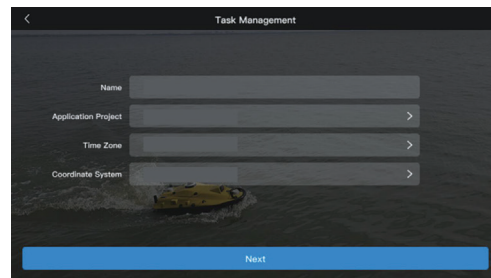 Task Management
Name
Application Project
Time Zone
Coordinate System
Next